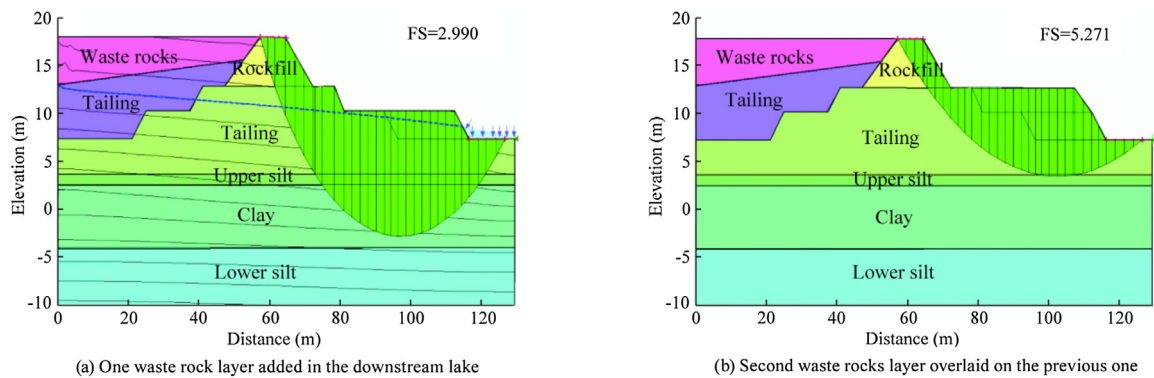 20
15
10
5
0
-5
-10
Elevation (m)
FS=2.990
Waste rocks
Rockfill
Tailing
Tailing
Upper silt
Clay
Lower silt
0 20 40 60 80 100 120
Distance (m)
(a) One waste rock layer added in the downstream lake
20
15
10
5
0
-5
-10
Elevation (m)
FS=5.271
Waste rocks
Rockfill
Tailing
Tailing
Upper silt
Clay
Lower silt
0 20 40 60 80 100 120
Distance (m)
(b) Second waste rocks layer overlaid on the previous one